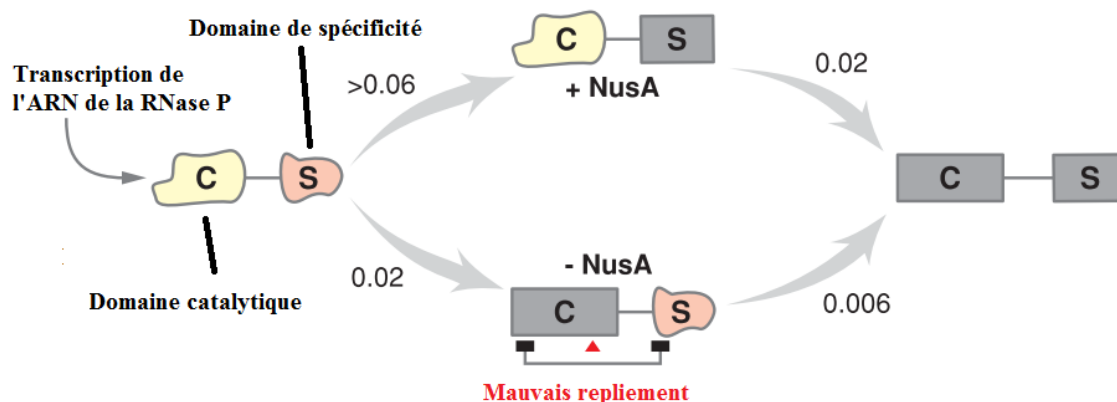 Domaine de spécificité
Transcription de
l'ARN de la RNase P
C
S
Domaine catalytique
>0.06
C
S
+ NusA
0.02
0.02
- NusA
C
S
Mauvais repliement
0.006
C
S